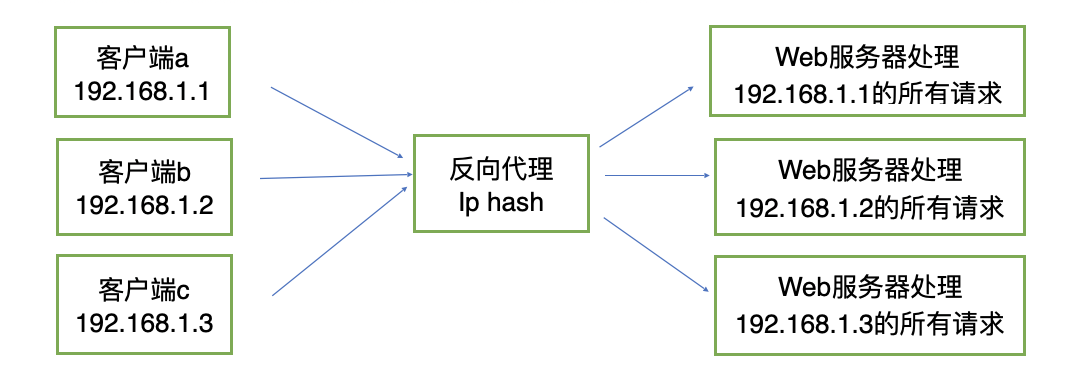 客户端a
192.168.1.1
客户端b
192.168.1.2
客户端c
192.168.1.3
反向代理
Ip hash
Web服务器处理
192.168.1.1的所有请求
Web服务器处理
192.168.1.2的所有请求
Web服务器处理
192.168.1.3的所有请求